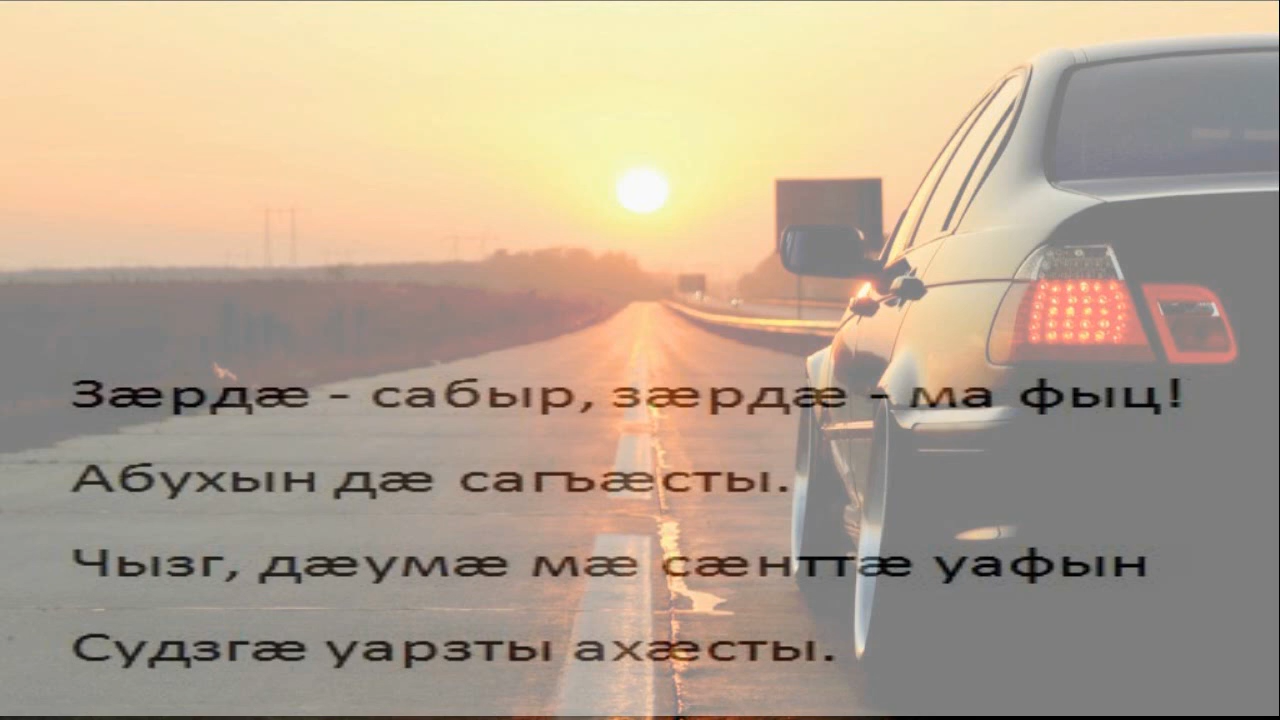 Зæрдæ - сабыр, зæрдæ - ма фыц!
Абухын дæ сагъæсты.
Чызг, дæумæ мæ сæнттæ уафын
Судзгæ уарзты ахæсты.